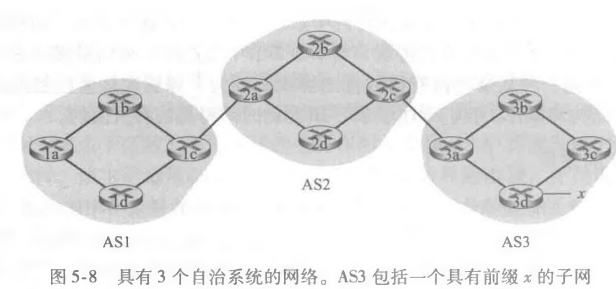 2b
1b
2a
2c
3b
1a
1c
2d
3a
3c
1d
3d
x
AS2
AS1
AS3
图 5-8 具有 3 个自治系统的网络。AS3 包括一个具有前缀 x 的子网